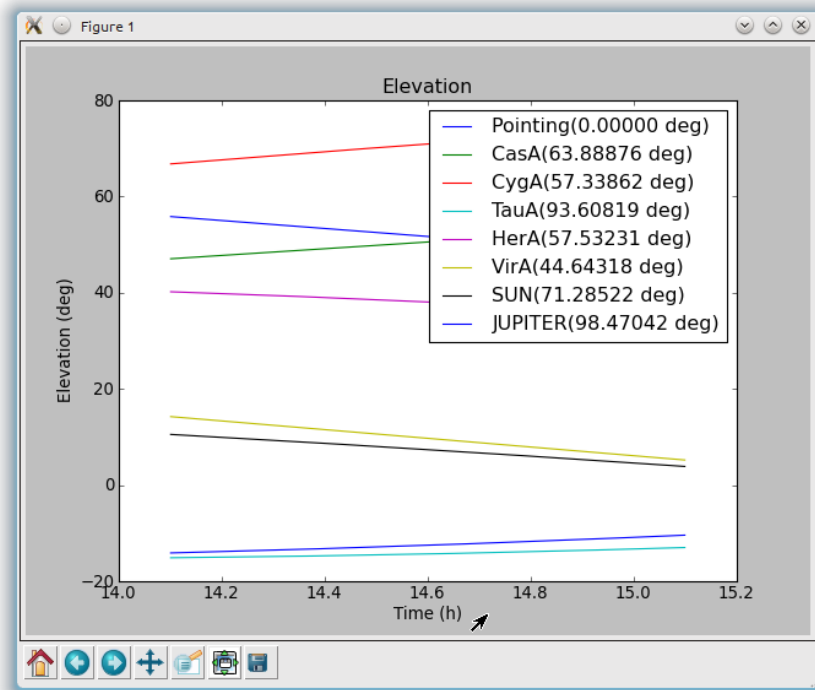 Figure 1
Elevation
80
60
40
20
0
−20
Elevation (deg)
Pointing(0.00000 deg)
CasA(63.88876 deg)
CygA(57.33862 deg)
TauA(93.60819 deg)
HerA(57.53231 deg)
VirA(44.64318 deg)
SUN(71.28522 deg)
JUPITER(98.47042 deg)
14.0 14.2 14.4 14.6 14.8 15.0 15.2
Time (h)